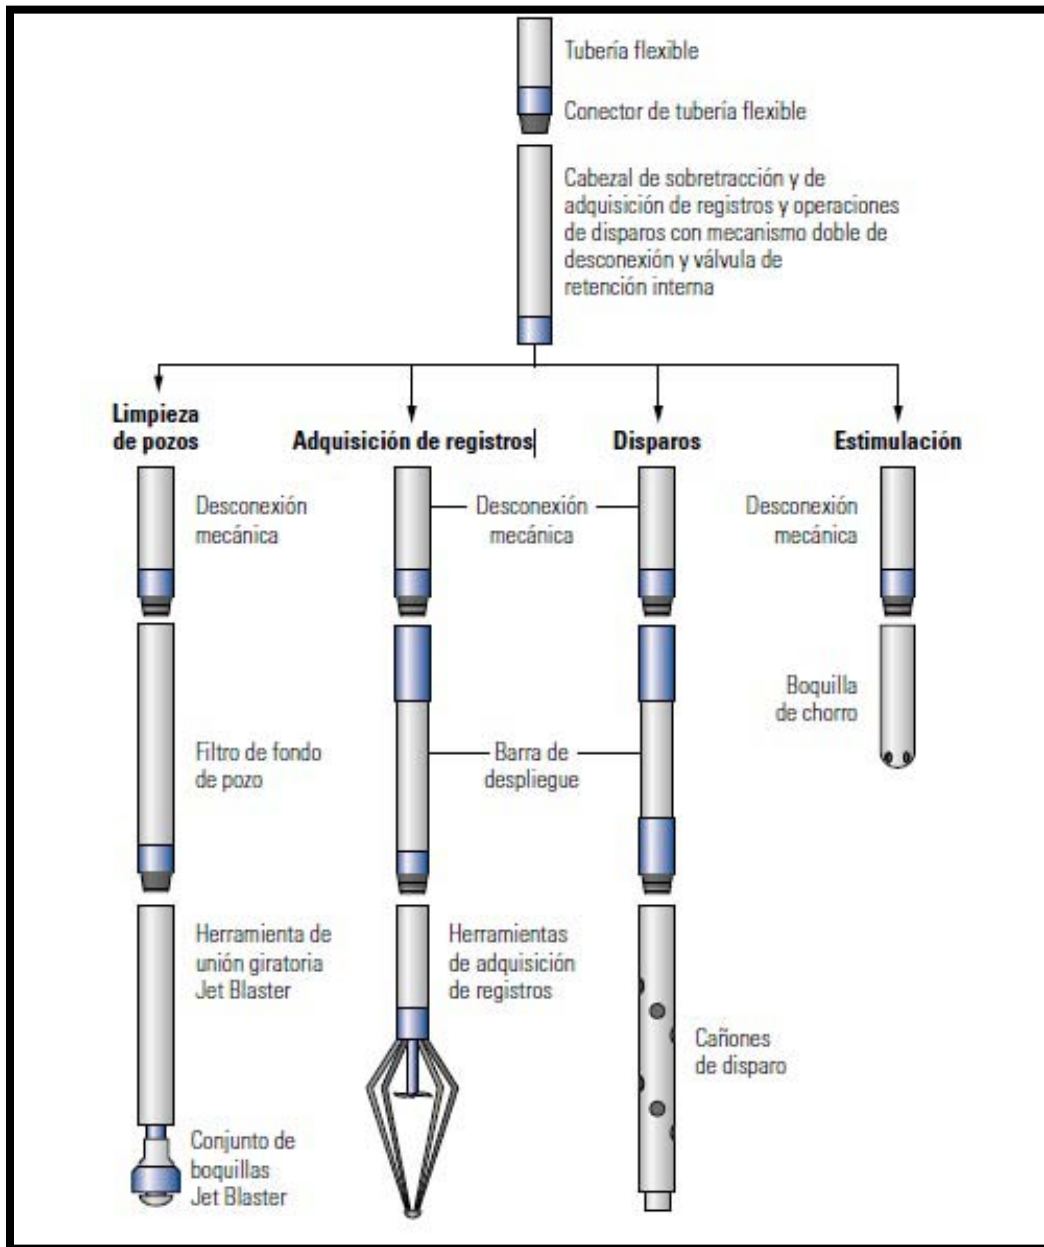 Tubería flexible
Conector de tubería flexible
Cabezal de sobretracción y de
adquisición de registros y operaciones
de disparos con mecanismo doble de
desconexión y válvula de
retención interna
Limpieza
de pozos
Adquisición de registros
Disparos
Estimulación
Desconexión
mecánica
Desconexión
mecánica
Desconexión
mecánica
Filtro de fondo
de pozo
Barra de
despliegue
Boquilla
de chorro
Herramienta de
unión giratoria
Jet Blaster
Herramientas
de adquisición
de registros
Cañones
de disparo
Conjunto de
boquillas
Jet Blaster